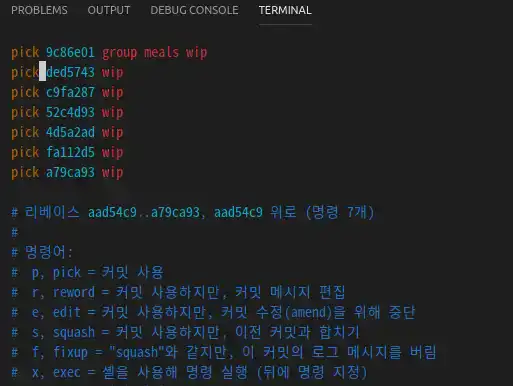 PROBLEMS OUTPUT DEBUG CONSOLE TERMINAL
pick 9c86e01 group meals wip
pick ded5743 wip
pick c9fa287 wip
pick 52c4d93 wip
pick 4d5a2ad wip
pick fa112d5 wip
pick a79ca93 wip
# 리베이스 aad54c9..a79ca93, aad54c9 위로 (명령 7개)
#
# 명령어:
# p, pick = 커밋 사용
# r, reword = 커밋 사용하지만, 커밋 메시지 편집
# e, edit = 커밋 사용하지만, 커밋 수정(amend)을 위해 중단
# s, squash = 커밋 사용하지만, 이전 커밋과 합치기
# f, fixup = "squash"와 같지만, 이 커밋의 로그 메시지를 버림
# x, exec = 셸을 사용해 명령 실행 (뒤에 명령 지정)